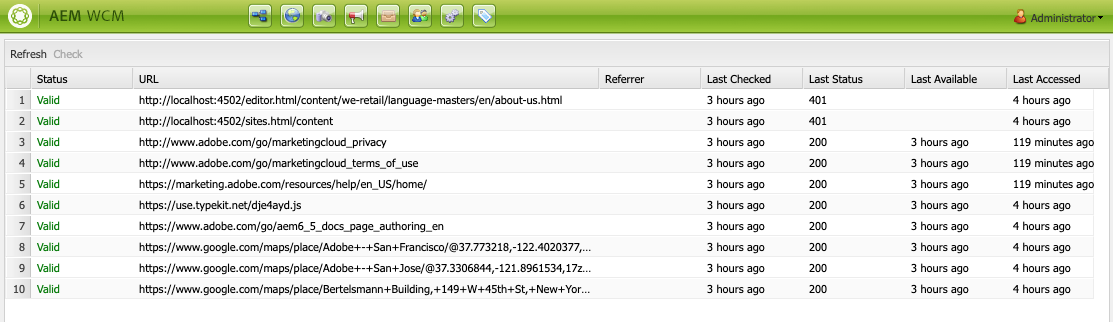 AEM WCM Administrator
Refresh Check
Status URL Referrer Last Checked Last Status Last Available Last Accessed
1 Valid http://localhost:4502/editor.html/content/we-retail/language-masters/en/about-us.html 3 hours ago 401 4 hours ago
2 Valid http://localhost:4502/sites.html/content 3 hours ago 401 4 hours ago
3 Valid http://www.adobe.com/go/marketingcloud_privacy 3 hours ago 200 3 hours ago 119 minutes ago
4 Valid http://www.adobe.com/go/marketingcloud_terms_of_use 3 hours ago 200 3 hours ago 119 minutes ago
5 Valid https://marketing.adobe.com/resources/help/en_US/home/ 3 hours ago 200 3 hours ago 119 minutes ago
6 Valid https://use.typekit.net/dje4ayd.js 3 hours ago 200 3 hours ago 4 hours ago
7 Valid https://www.adobe.com/go/aem6_5_docs_page_authoring_en 3 hours ago 200 3 hours ago 4 hours ago
8 Valid https://www.google.com/maps/place/Adobe+-+San+Francisco/@37.773218,-122.4020377,... 3 hours ago 200 3 hours ago 4 hours ago
9 Valid https://www.google.com/maps/place/Adobe+-+San+Jose/@37.3306844,-121.8961534,17z... 3 hours ago 200 3 hours ago 4 hours ago
10 Valid https://www.google.com/maps/place/Bertelsmann+Building,+149+W+45th+St,+New+Yor... 3 hours ago 200 3 hours ago 4 hours ago